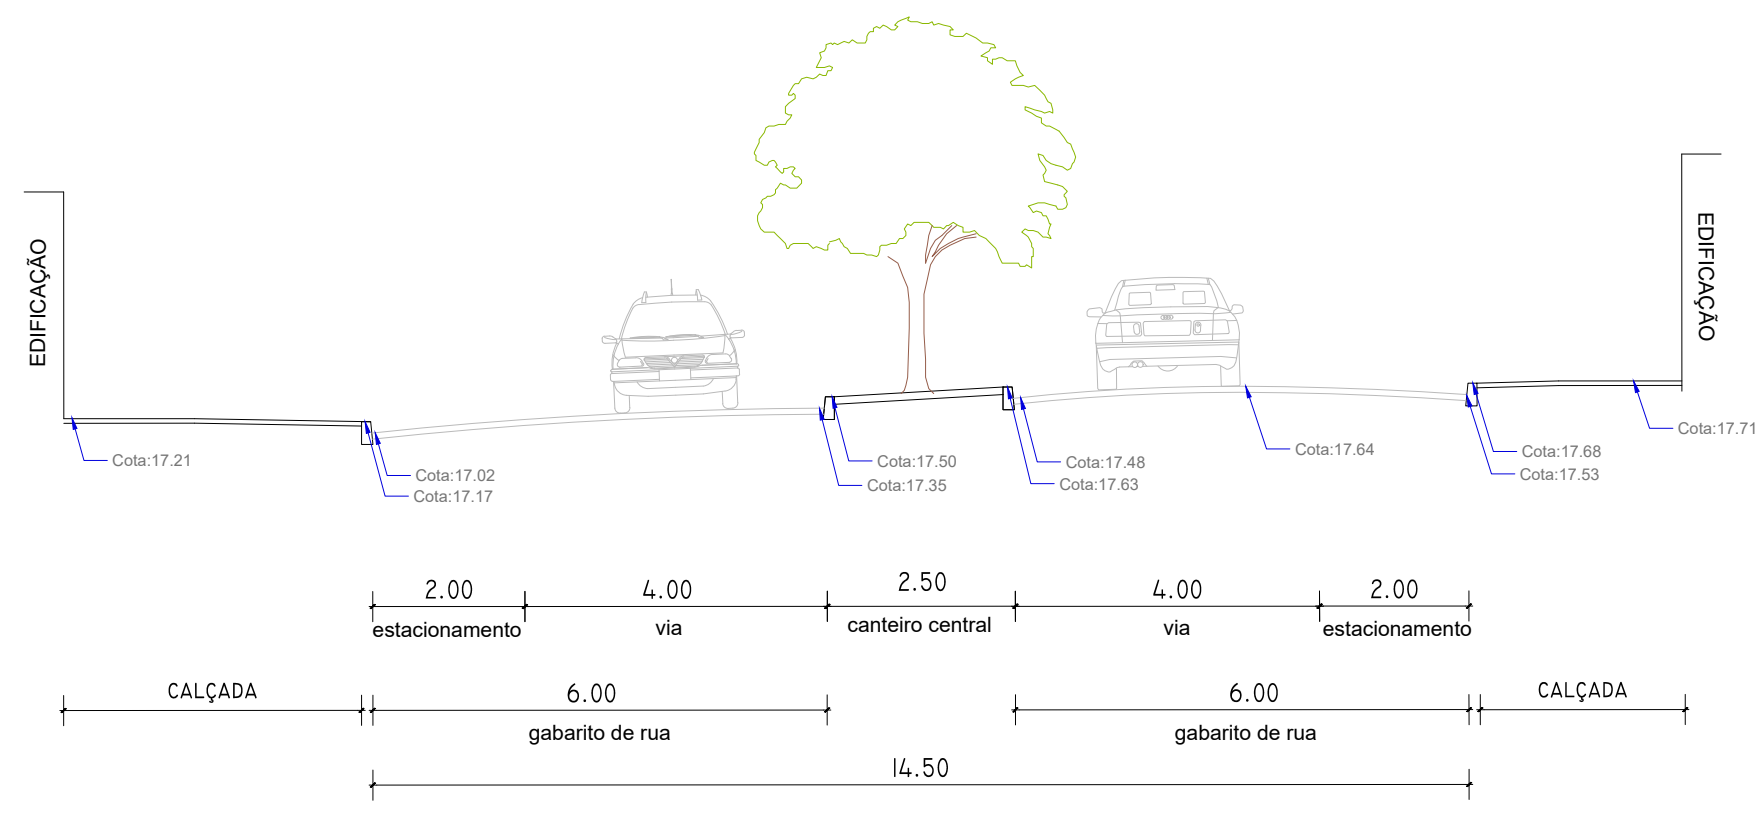 EDIFICAÇÃO
EDIFICAÇÃO
Cota:17.21
Cota:17.02
Cota:17.17
Cota:17.50
Cota:17.35
Cota:17.48
Cota:17.63
Cota:17.64
Cota:17.68
Cota:17.53
Cota:17.71
2.00
4.00
2.50
4.00
2.00
estacionamento
via
canteiro central
via
estacionamento
CALÇADA
6.00
6.00
CALÇADA
gabarito de rua
gabarito de rua
14.50